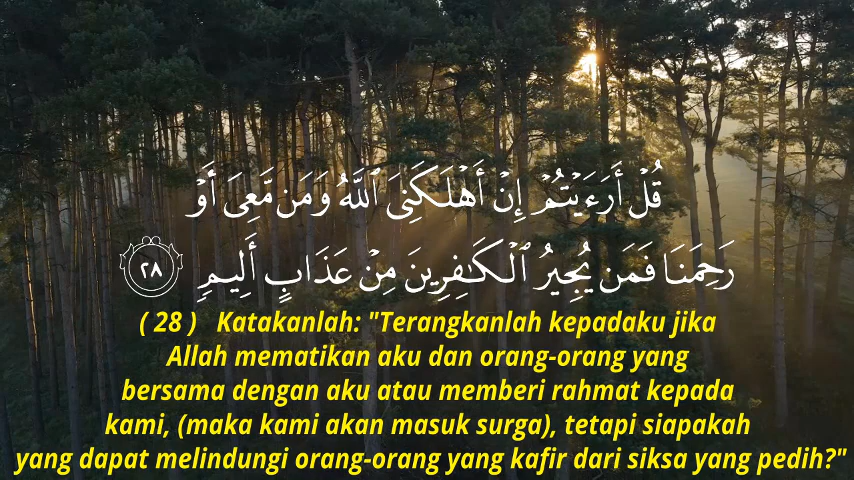 قُلْ أَرَءَيْتُمْ إِنْ أَهْلَكَنِىَ ٱللَّهُ وَمَن مَّعِىَ أَوْ
رَحِمَنَا فَمَن يُجِيرُ ٱلْكَـٰفِرِينَ مِنْ عَذَابٍ أَلِيمٍۢ ٢٨
( 28 ) Katakanlah: "Terangkanlah kepadaku jika
Allah mematikan aku dan orang-orang yang
bersama dengan aku atau memberi rahmat kepada
kami, (maka kami akan masuk surga), tetapi siapakah
yang dapat melindungi orang-orang yang kafir dari siksa yang pedih?"